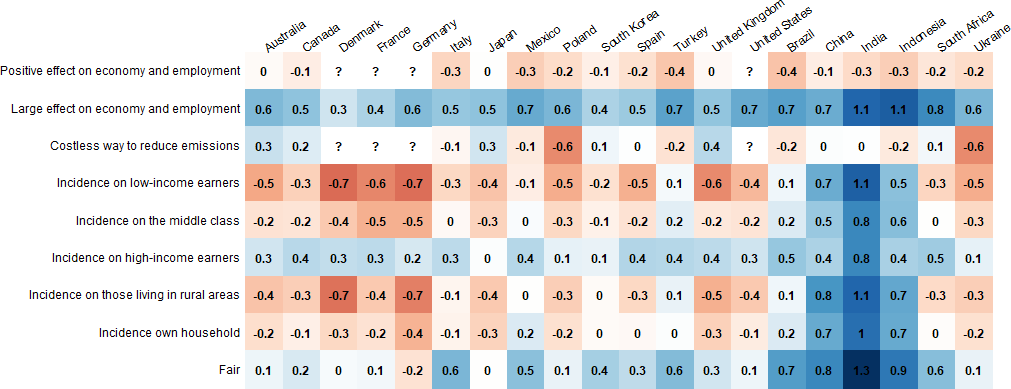 Australia Canada Denmark France Germany Italy Japan Mexico Poland South Korea Spain Turkey United Kingdom United States Brazil China India Indonesia South Africa Ukraine
Positive effect on economy and employment 0 -0.1 ? ? ? -0.3 0 -0.3 -0.2 -0.1 -0.2 -0.4 0 ? -0.4 -0.1 -0.3 -0.3 -0.2 -0.2
Large effect on economy and employment 0.6 0.5 0.3 0.4 0.6 0.5 0.5 0.7 0.6 0.4 0.5 0.7 0.5 0.7 0.7 0.7 1.1 1.1 0.8 0.6
Costless way to reduce emissions 0.3 0.2 ? ? ? -0.1 0.3 -0.1 -0.6 0.1 0 -0.2 0.4 ? -0.2 0 0 -0.2 0.1 -0.6
Incidence on low-income earners -0.5 -0.3 -0.7 -0.6 -0.7 -0.3 -0.4 -0.1 -0.5 -0.2 -0.5 0.1 -0.6 -0.4 0.1 0.7 1.1 0.5 -0.3 -0.5
Incidence on the middle class -0.2 -0.2 -0.4 -0.5 -0.5 0 -0.3 0 -0.3 -0.1 -0.2 0.2 -0.2 -0.2 0.2 0.5 0.8 0.6 0 -0.3
Incidence on high-income earners 0.3 0.4 0.3 0.3 0.2 0.3 0 0.4 0.1 0.1 0.4 0.4 0.4 0.3 0.5 0.4 0.8 0.4 0.5 0.1
Incidence on those living in rural areas -0.4 -0.3 -0.7 -0.4 -0.7 -0.1 -0.4 0 -0.3 0 -0.3 0.1 -0.5 -0.4 0.1 0.8 1.1 0.7 -0.3 -0.3
Incidence own household -0.2 -0.1 -0.3 -0.2 -0.4 -0.1 -0.3 0.2 -0.2 0 0 0 -0.3 -0.1 0.2 0.7 1 0.7 0 -0.2
Fair 0.1 0.2 0 0.1 -0.2 0.6 0 0.5 0.1 0.4 0.3 0.6 0.3 0.1 0.7 0.8 1.3 0.9 0.6 0.1